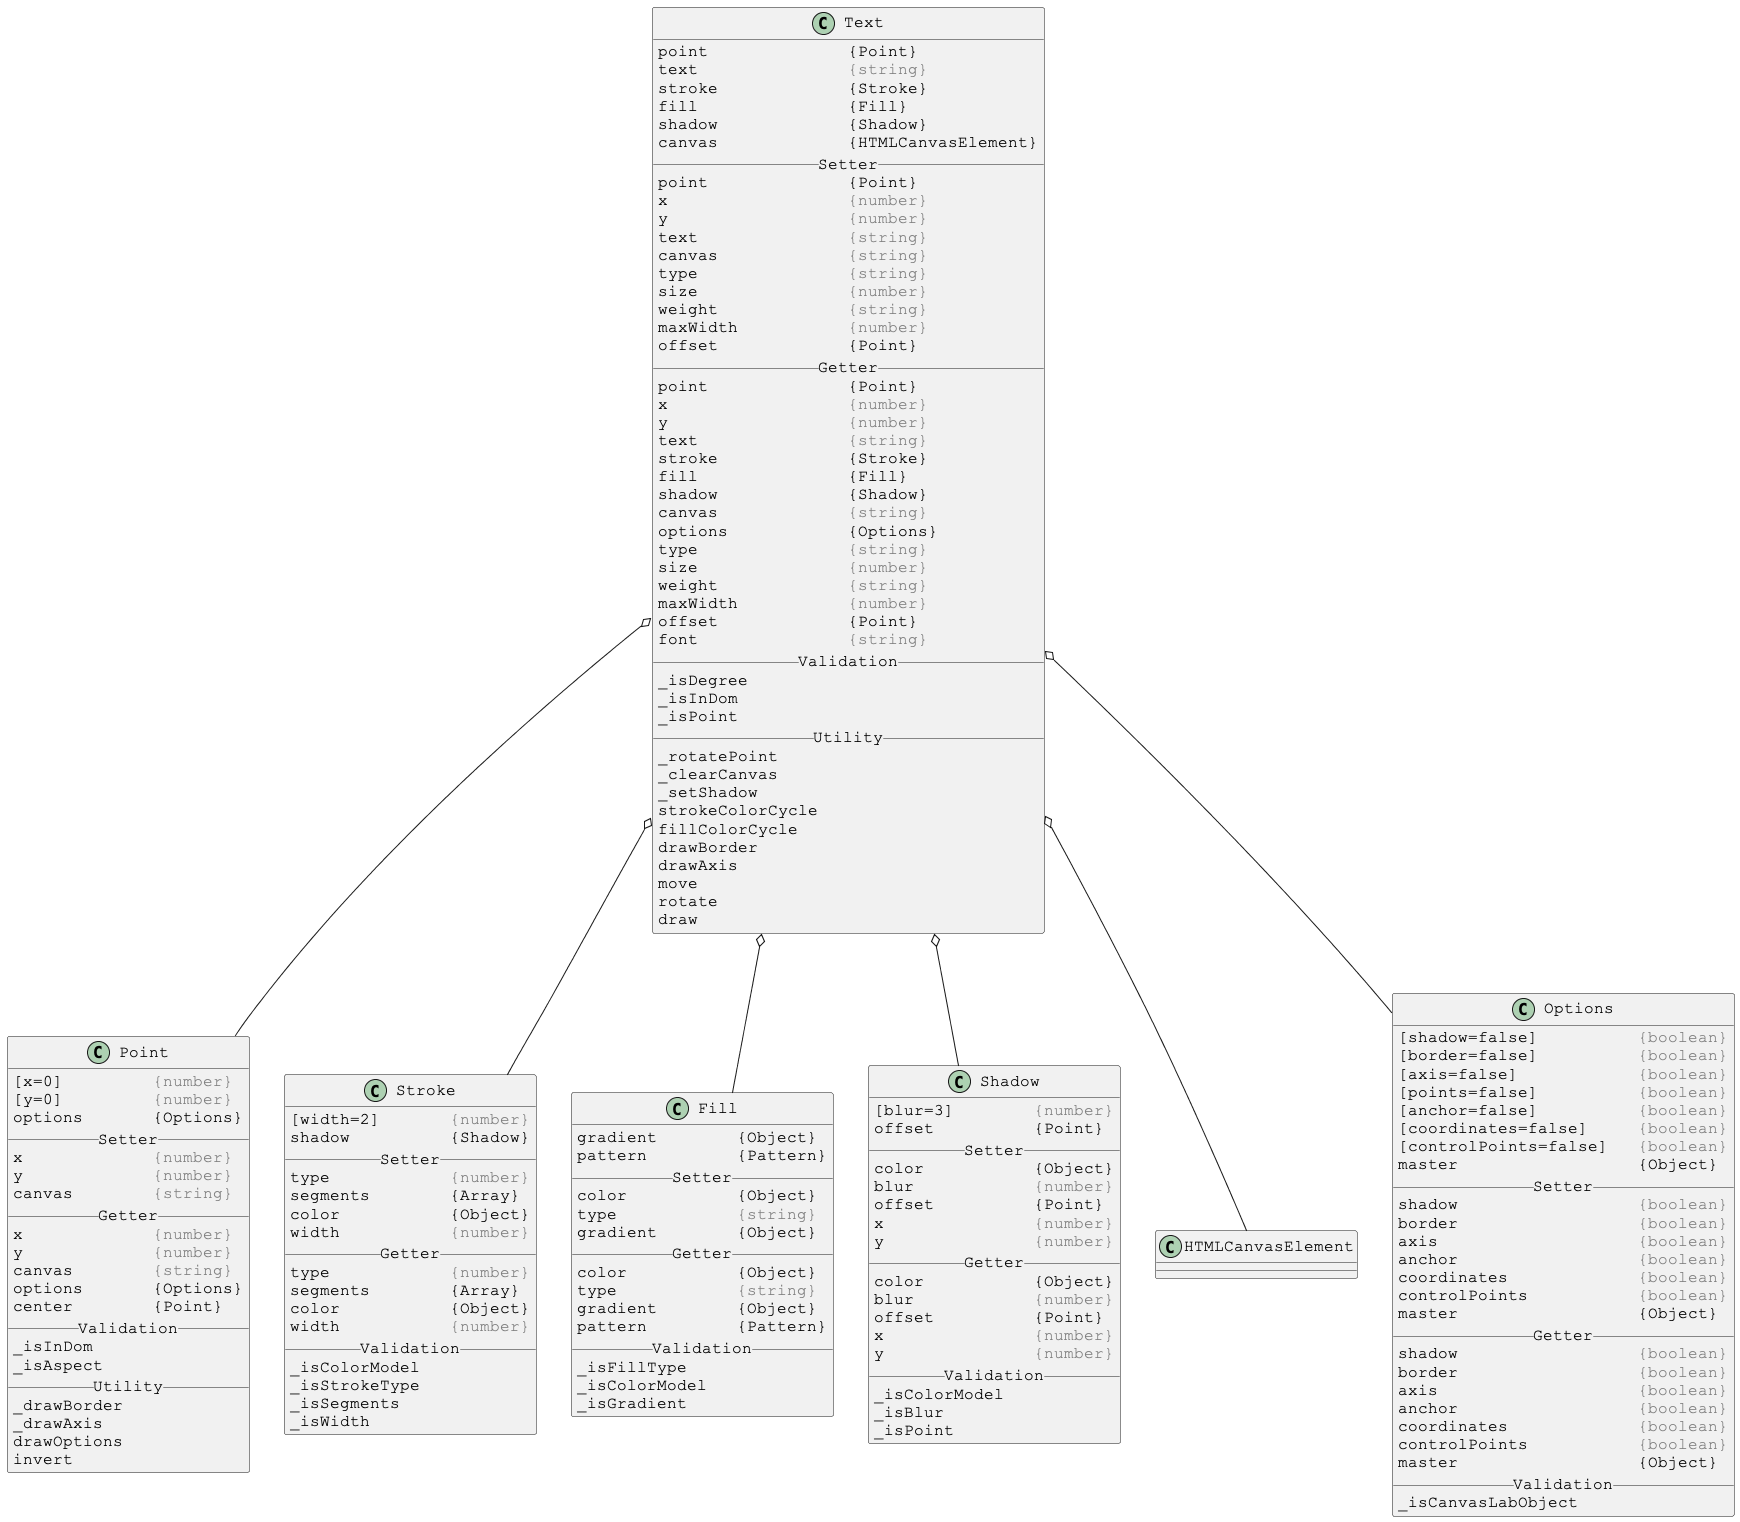 C Text
point {Point}
text {string}
stroke {Stroke}
fill {Fill}
shadow {Shadow}
canvas {HTMLCanvasElement}
Setter
point {Point}
x {number}
y {number}
text {string}
canvas {string}
type {string}
size {number}
weight {string}
maxWidth {number}
offset {Point}
Getter
point {Point}
x {number}
y {number}
text {string}
stroke {Stroke}
fill {Fill}
shadow {Shadow}
canvas {string}
options {Options}
type {string}
size {number}
weight {string}
maxWidth {number}
offset {Point}
font {string}
Validation
_isDegree
_isInDom
_isPoint
Utility
_rotatePoint
_clearCanvas
_setShadow
strokeColorCycle
fillColorCycle
drawBorder
drawAxis
move
rotate
draw
C Point
[x=0] {number}
[y=0] {number}
options {Options}
Setter
x {number}
y {number}
canvas {string}
Getter
x {number}
y {number}
canvas {string}
options {Options}
center {Point}
Validation
_isInDom
_isAspect
Utility
_drawBorder
_drawAxis
drawOptions
invert
C Stroke
[width=2] {number}
shadow {Shadow}
Setter
type {number}
segments {Array}
color {Object}
width {number}
Getter
type {number}
segments {Array}
color {Object}
width {number}
Validation
_isColorModel
_isStrokeType
_isSegments
_isWidth
C Fill
gradient {Object}
pattern {Pattern}
Setter
color {Object}
type {string}
gradient {Object}
Getter
color {Object}
type {string}
gradient {Object}
pattern {Pattern}
Validation
_isFillType
_isColorModel
_isGradient
C Shadow
[blur=3] {number}
offset {Point}
Setter
color {Object}
blur {number}
offset {Point}
x {number}
y {number}
Getter
color {Object}
blur {number}
offset {Point}
x {number}
y {number}
Validation
_isColorModel
_isBlur
_isPoint
C HTMLCanvasElement
C Options
[shadow=false] {boolean}
[border=false] {boolean}
[axis=false] {boolean}
[points=false] {boolean}
[anchor=false] {boolean}
[coordinates=false] {boolean}
[controlPoints=false] {boolean}
master {Object}
Setter
shadow {boolean}
border {boolean}
axis {boolean}
anchor {boolean}
coordinates {boolean}
controlPoints {boolean}
master {Object}
Getter
shadow {boolean}
border {boolean}
axis {boolean}
anchor {boolean}
coordinates {boolean}
controlPoints {boolean}
master {Object}
Validation
_isCanvasLabObject